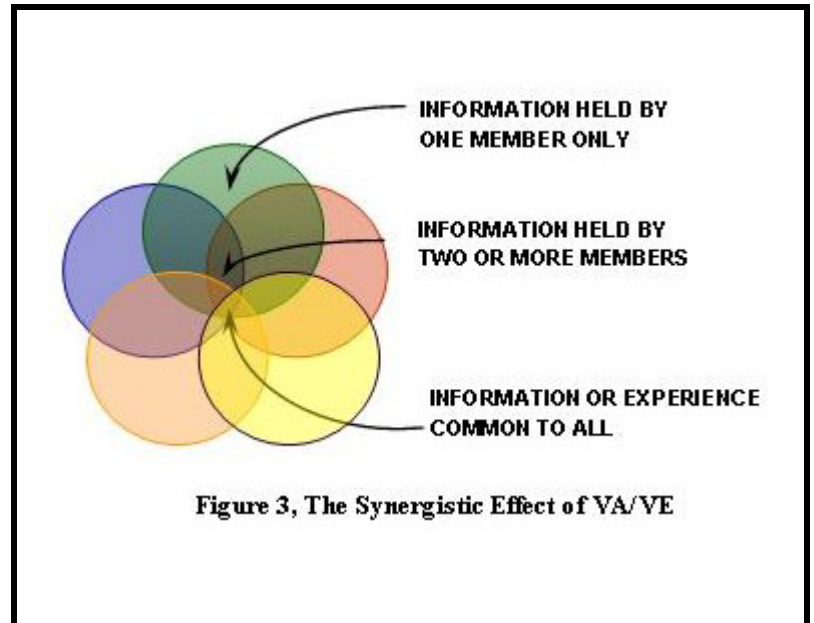 INFORMATION HELD BY
ONE MEMBER ONLY
INFORMATION HELD BY
TWO OR MORE MEMBERS
INFORMATION OR EXPERIENCE
COMMON TO ALL
Figure 3, The Synergistic Effect of VA/VE